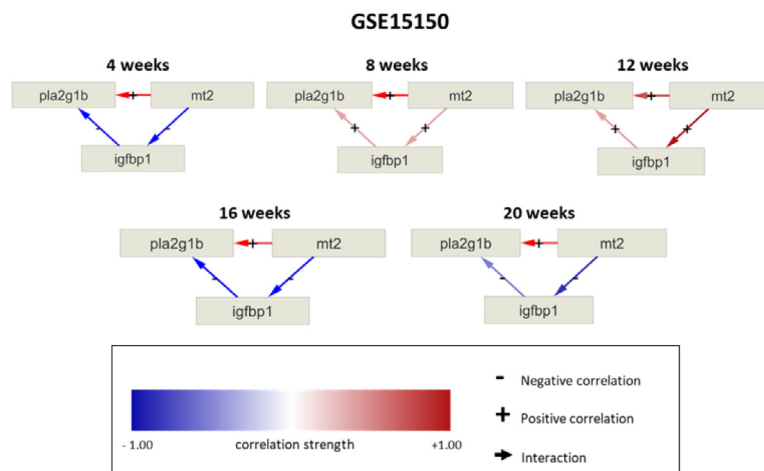 GSE15150
4 weeks
8 weeks
12 weeks
pla2g1b + mt2
pla2g1b + mt2
pla2g1b + mt2
- -
+ +
+ +
igfbp1
igfbp1
igfbp1
16 weeks
20 weeks
pla2g1b + mt2
pla2g1b + mt2
- -
- -
igfbp1
igfbp1
- Negative correlation
+ Positive correlation
- 1.00 correlation strength +1.00
Interaction